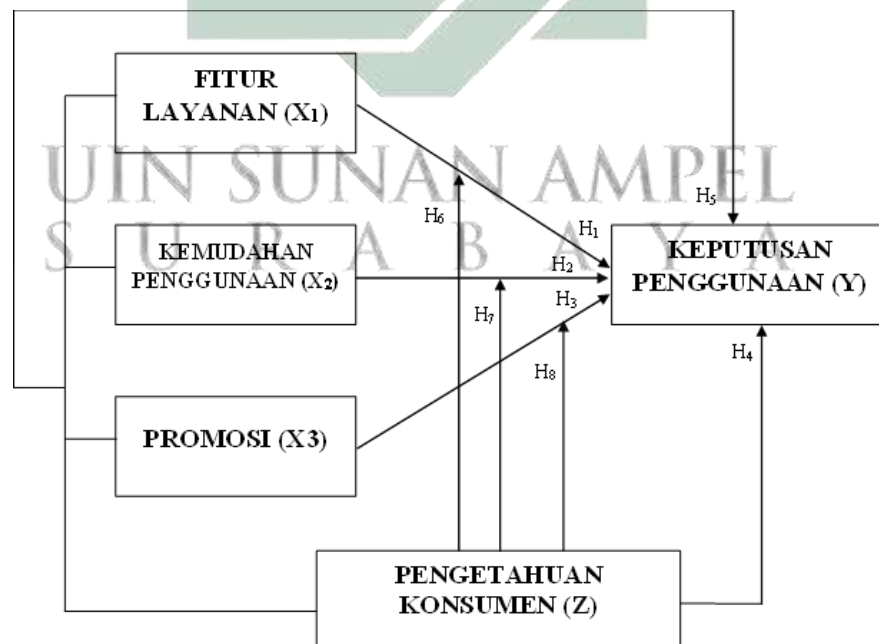 FITUR
LAYANAN (X₁)
UIN SUNAN AMPEL
S U R A B A Y A
H₅
H₆
H₁
KEMUDAHAN
PENGGUNAAN (X₂)
H₂
KEPUTUSAN
PENGGUNAAN (Y)
H₃
H₇
H₄
H₈
PROMOSI (X3)
PENGETAHUAN
KONSUMEN (Z)